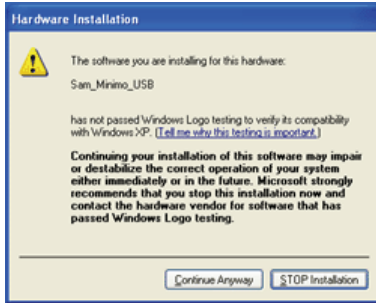 Hardware Installation
The software you are installing for this hardware:
Sam_Minimo_USB
has not passed Windows Logo testing to verify its compatibility
with Windows XP. (Tell me why this testing is important.)
Continuing your installation of this software may impair
or destabilize the correct operation of your system
either immediately or in the future. Microsoft strongly
recommends that you stop this installation now and
contact the hardware vendor for software that has
passed Windows Logo testing.
Continue Anyway STOP Installation